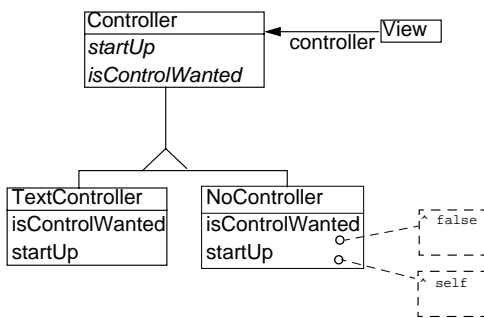 Controller
startUp
isControlWanted
controller
View
TextController
isControlWanted
startUp
NoController
isControlWanted
startUp
^ false
^ self